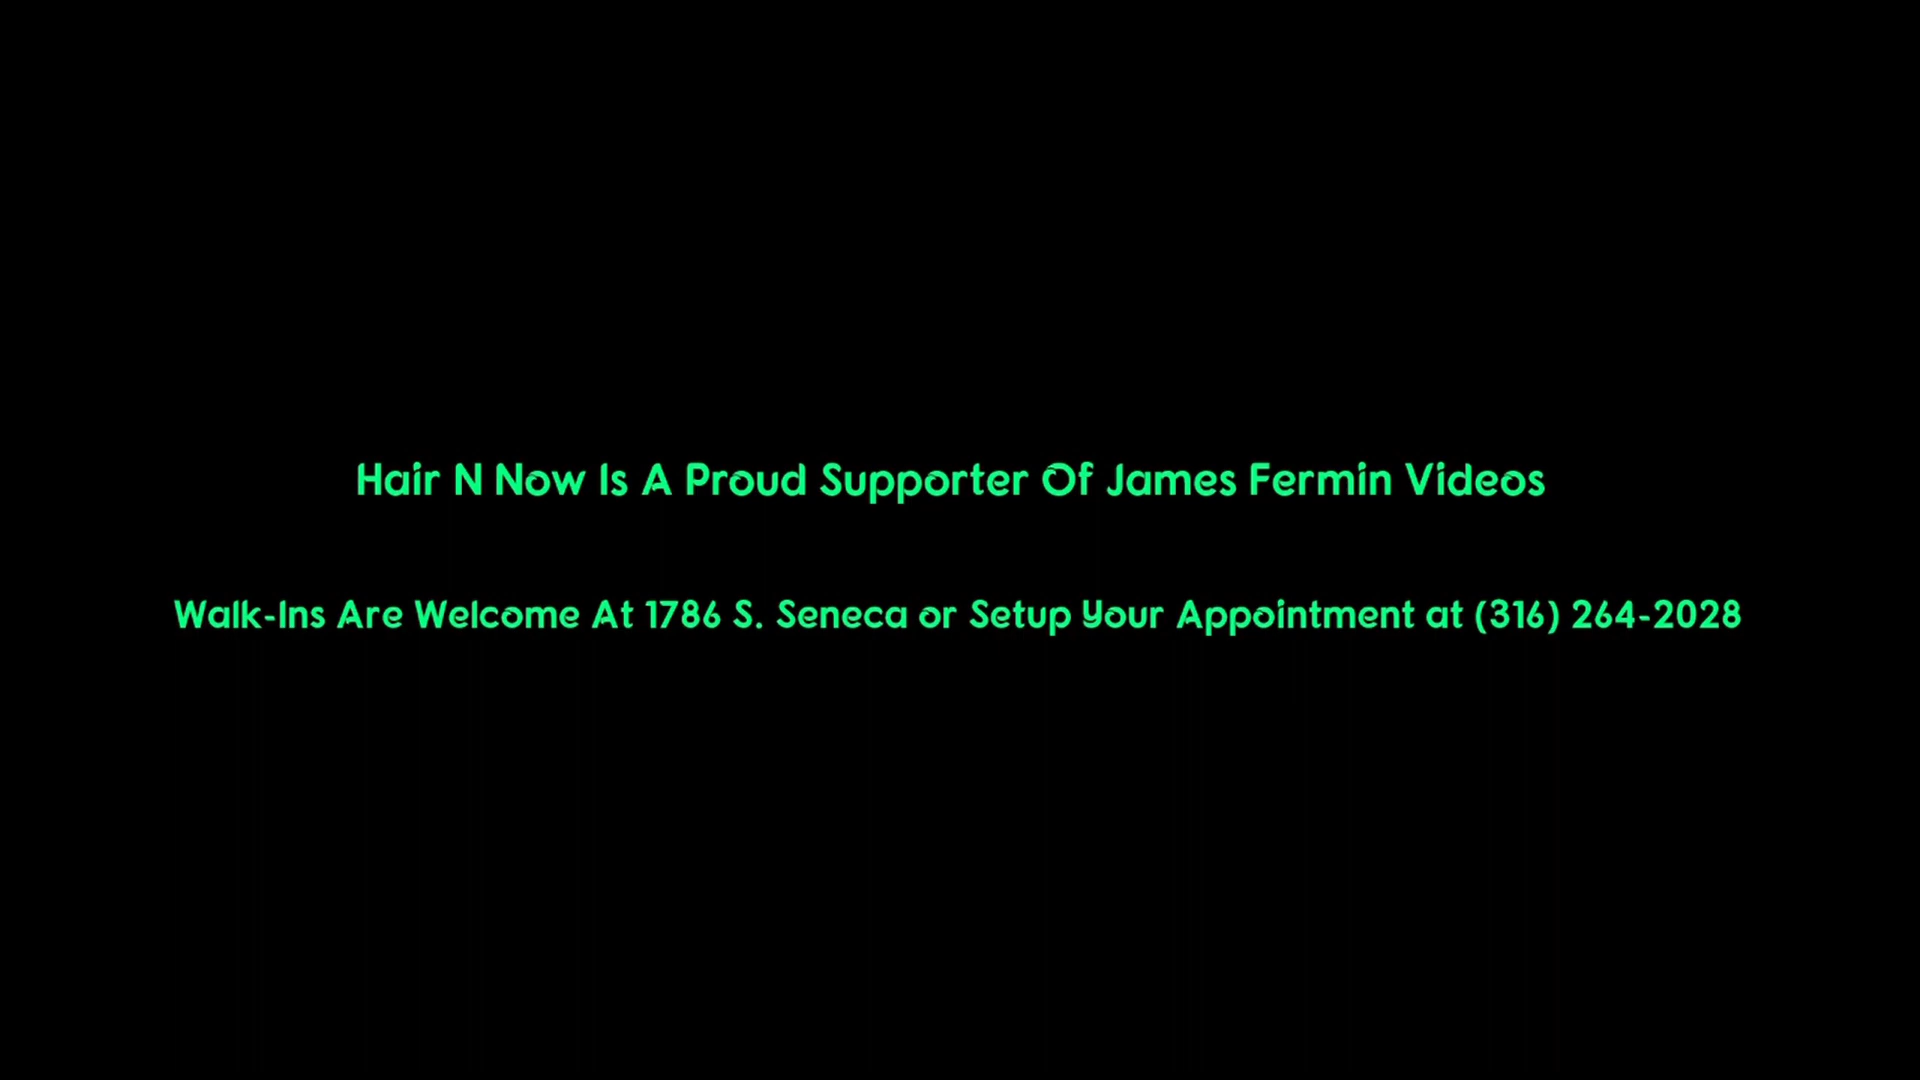 Hair N Now Is A Proud Supporter Of James Fermin Videos
Walk-Ins Are Welcome At 1786 S. Seneca or Setup Your Appointment at (316) 264-2028